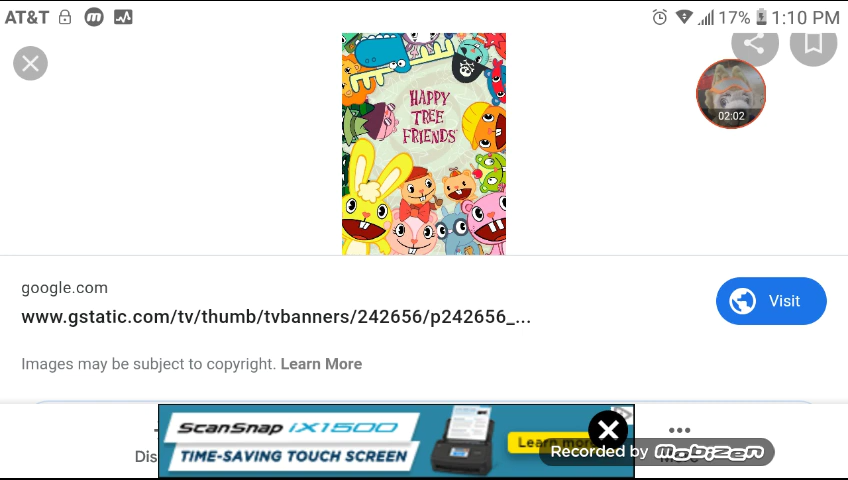 AT&T
17% 1:10 PM
02:02
HAPPY
TREE
FRIENDS
google.com
www.gstatic.com/tv/thumb/tvbanners/242656/p242656_...
Visit
Images may be subject to copyright. Learn More
ScanSnap iX1500
TIME-SAVING TOUCH SCREEN
Learn more
Dis
Recorded by Mobizen